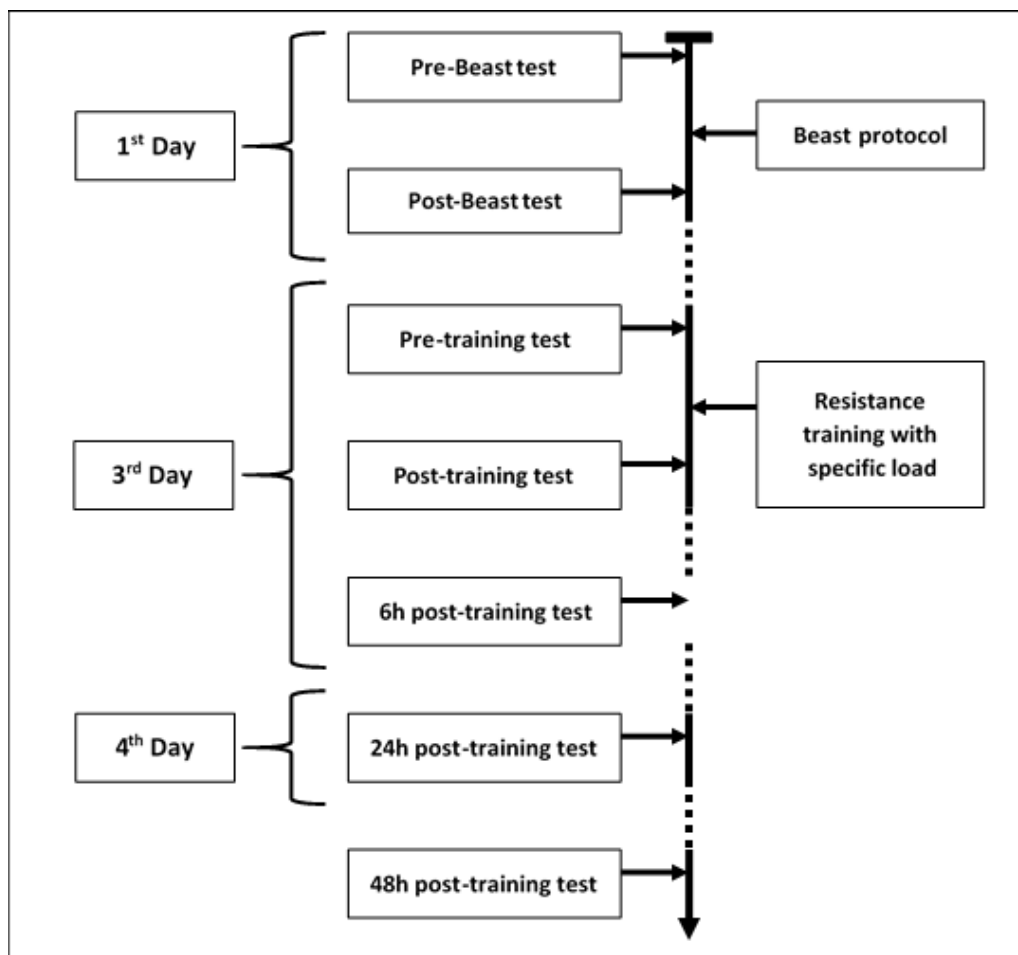 Pre-Beast test
1st Day
Beast protocol
Post-Beast test
Pre-training test
Resistance
training with
specific load
3rd Day
Post-training test
6h post-training test
4th Day
24h post-training test
48h post-training test